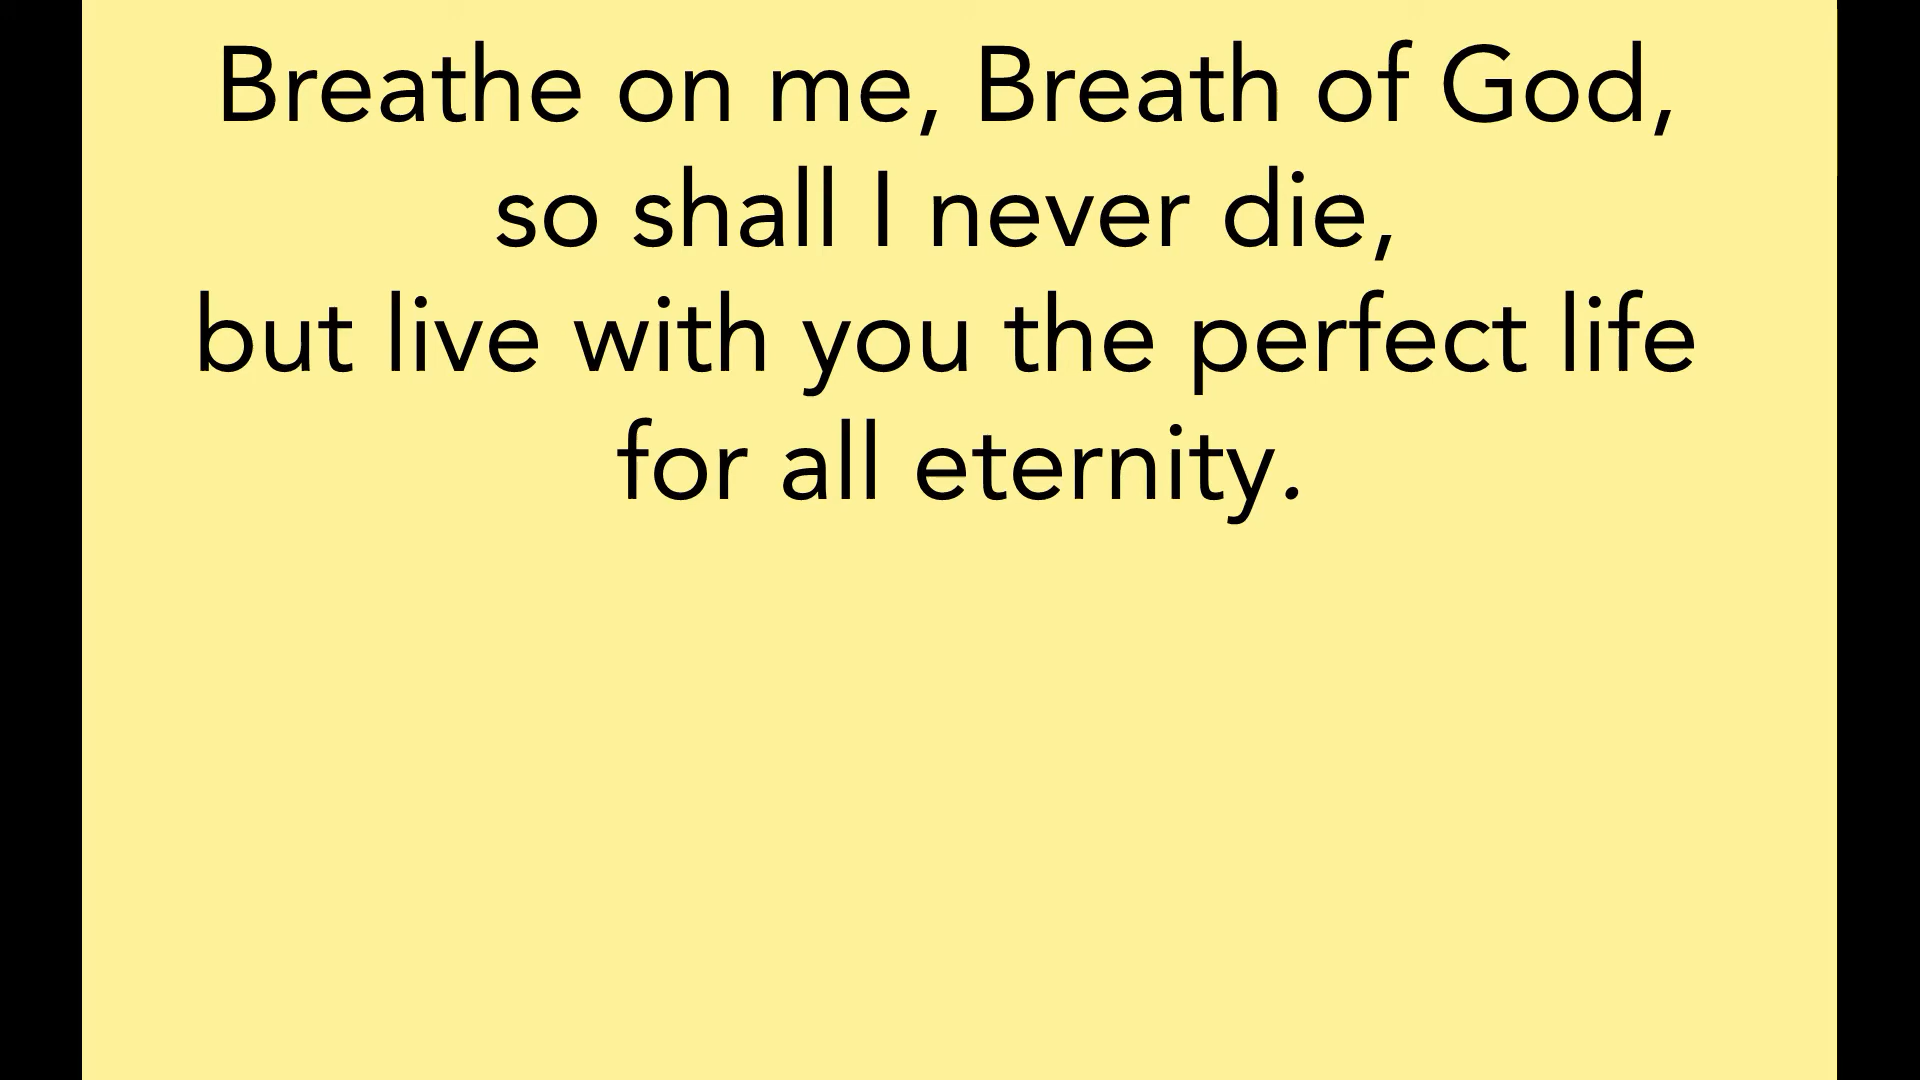 Breathe on me, Breath of God,
so shall I never die,
but live with you the perfect life
for all eternity.